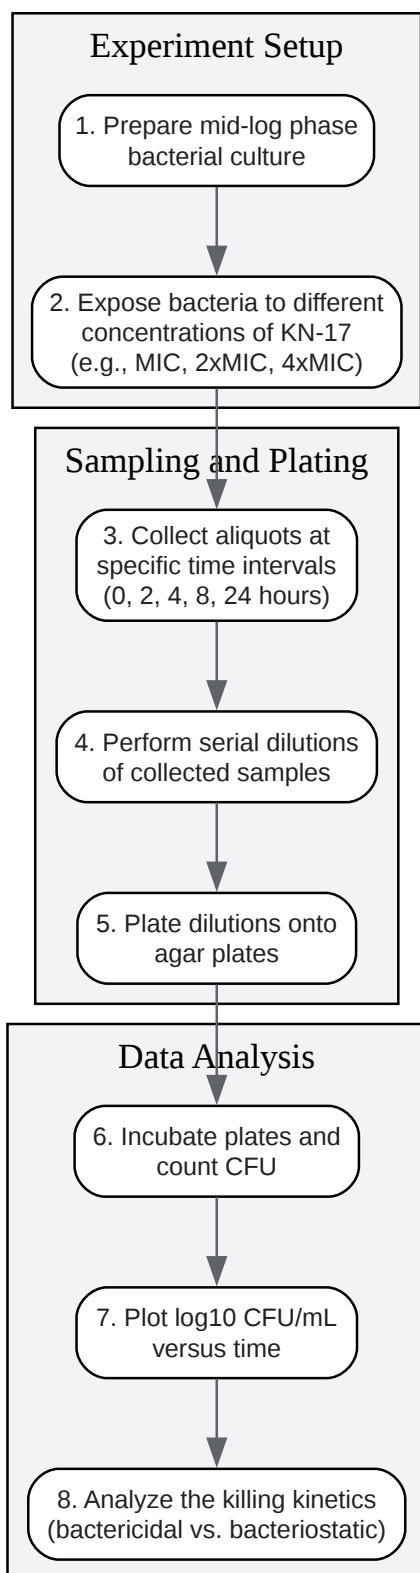 Experiment Setup
1. Prepare mid-log phase
bacterial culture
2. Expose bacteria to different
concentrations of KN-17
(e.g., MIC, 2xMIC, 4xMIC)
Sampling and Plating
3. Collect aliquots at
specific time intervals
(0, 2, 4, 8, 24 hours)
4. Perform serial dilutions
of collected samples
5. Plate dilutions onto
agar plates
Data Analysis
6. Incubate plates and
count CFU
7. Plot log10 CFU/mL
versus time
8. Analyze the killing kinetics
(bactericidal vs. bacteriostatic)